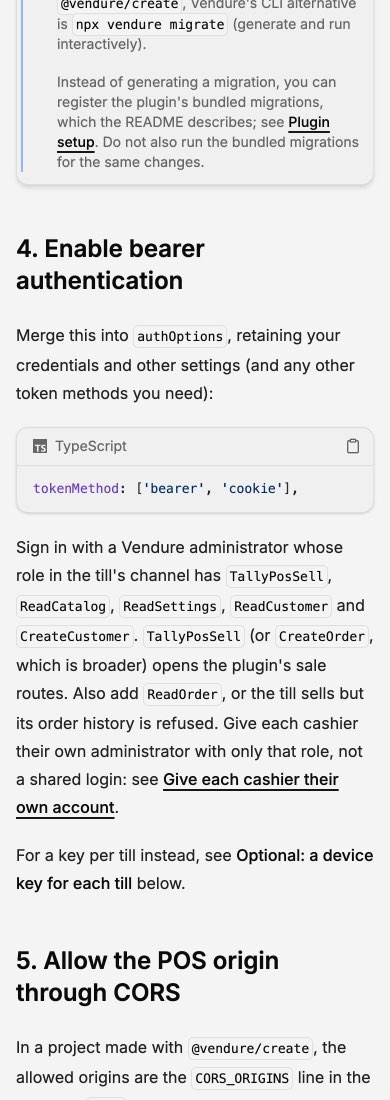 @vendure/create, Vendure's CLI alternative
is npx vendure migrate (generate and run
interactively).
Instead of generating a migration, you can
register the plugin's bundled migrations,
which the README describes; see Plugin
setup. Do not also run the bundled migrations
for the same changes.
4. Enable bearer
authentication
Merge this into authOptions, retaining your
credentials and other settings (and any other
token methods you need):
TS TypeScript
tokenMethod: ['bearer', 'cookie'],
Sign in with a Vendure administrator whose
role in the till's channel has TallyPosSell,
ReadCatalog, ReadSettings, ReadCustomer and
CreateCustomer. TallyPosSell (or CreateOrder,
which is broader) opens the plugin's sale
routes. Also add ReadOrder, or the till sells but
its order history is refused. Give each cashier
their own administrator with only that role, not
a shared login: see Give each cashier their
own account.
For a key per till instead, see Optional: a device
key for each till below.
5. Allow the POS origin
through CORS
In a project made with @vendure/create, the
allowed origins are the CORS_ORIGINS line in the